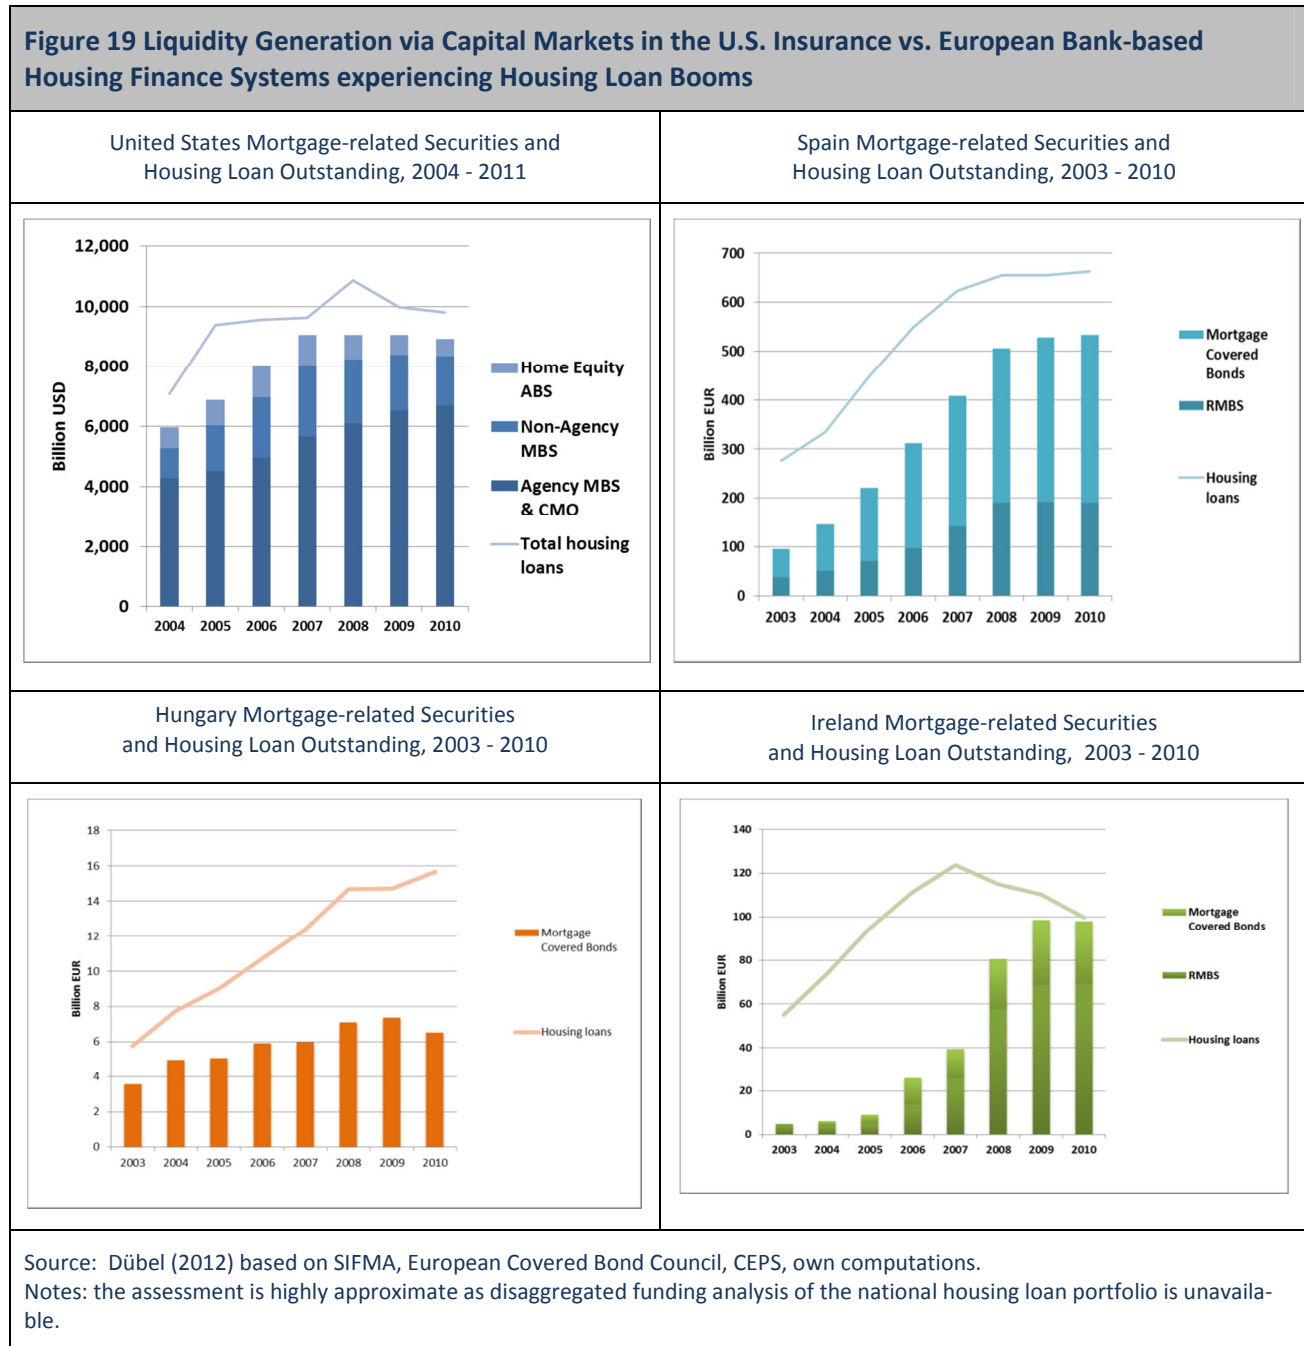 Figure 19 Liquidity Generation via Capital Markets in the U.S. Insurance vs. European Bank-based
Housing Finance Systems experiencing Housing Loan Booms
United States Mortgage-related Securities and
Housing Loan Outstanding, 2004 - 2011
Spain Mortgage-related Securities and
Housing Loan Outstanding, 2003 - 2010
12,000
10,000
8,000
6,000
4,000
2,000
0
Billion USD
2004 2005 2006 2007 2008 2009 2010
Home Equity
ABS
Non-Agency
MBS
Agency MBS
& CMO
Total housing
loans
700
600
500
400
300
200
100
0
Billion EUR
2003 2004 2005 2006 2007 2008 2009 2010
Mortgage
Covered
Bonds
RMBS
Housing
loans
Hungary Mortgage-related Securities
and Housing Loan Outstanding, 2003 - 2010
Ireland Mortgage-related Securities
and Housing Loan Outstanding, 2003 - 2010
18
16
14
12
10
8
6
4
2
0
Billion EUR
2003 2004 2005 2006 2007 2008 2009 2010
Mortgage
Covered Bonds
Housing loans
140
120
100
80
60
40
20
0
Billion EUR
2003 2004 2005 2006 2007 2008 2009 2010
Mortgage
Covered Bonds
RMBS
Housing loans
Source: Dübel (2012) based on SIFMA, European Covered Bond Council, CEPS, own computations.
Notes: the assessment is highly approximate as disaggregated funding analysis of the national housing loan portfolio is unavaila-
ble.